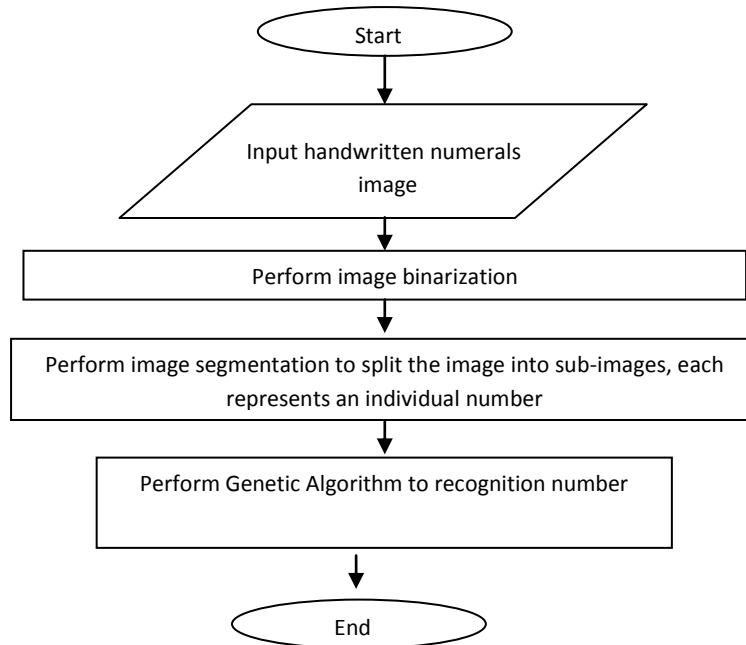 Start
Input handwritten numerals
image
Perform image binarization
Perform image segmentation to split the image into sub-images, each
represents an individual number
Perform Genetic Algorithm to recognition number
End